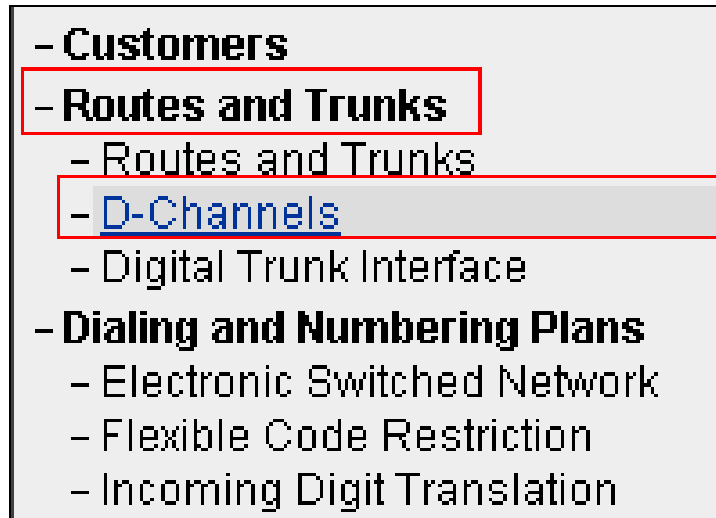 – Customers
– Routes and Trunks
– Routes and Trunks
– D-Channels
– Digital Trunk Interface
– Dialing and Numbering Plans
– Electronic Switched Network
– Flexible Code Restriction
– Incoming Digit Translation